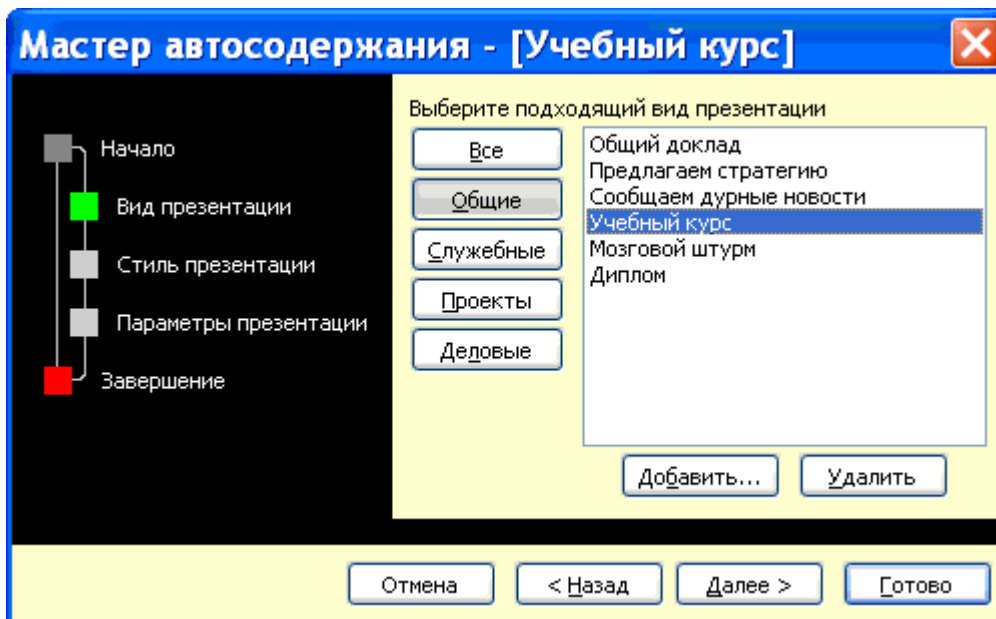 Мастер автосодержания - [Учебный курс]
Начало
Вид презентации
Стиль презентации
Параметры презентации
Завершение
Выберите подходящий вид презентации
Все
Общие
Служебные
Проекты
Деловые
Общий доклад
Предлагаем стратегию
Сообщаем дурные новости
Учебный курс
Мозговой штурм
Диплом
Добавить...
Удалить
Отмена
< Назад
Далее >
Готово